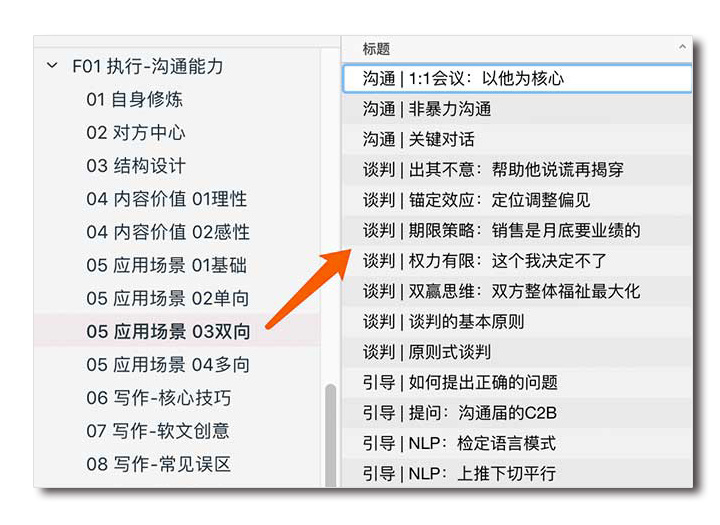 F01 执行-沟通能力
01 自身修炼
02 对方中心
03 结构设计
04 内容价值 01理性
04 内容价值 02感性
05 应用场景 01基础
05 应用场景 02单向
05 应用场景 03双向
05 应用场景 04多向
06 写作-核心技巧
07 写作-软文创意
08 写作-常见误区
标题
沟通 | 1:1会议：以他为核心
沟通 | 非暴力沟通
沟通 | 关键对话
谈判 | 出其不意：帮助他说谎再揭穿
谈判 | 锚定效应：定位调整偏见
谈判 | 期限策略：销售是月底要业绩的
谈判 | 权力有限：这个我决定不了
谈判 | 双赢思维：双方整体福祉最大化
谈判 | 谈判的基本原则
谈判 | 原则式谈判
引导 | 如何提出正确的问题
引导 | 提问：沟通届的C2B
引导 | NLP：检定语言模式
引导 | NLP：上推下切平行